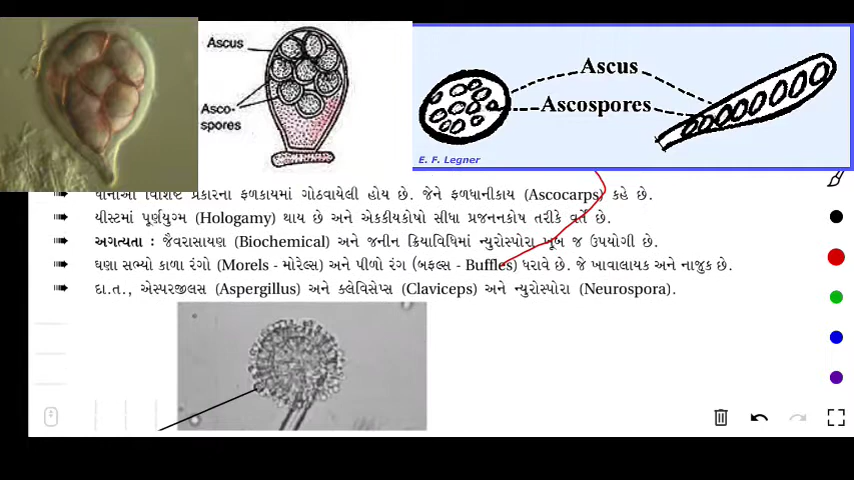 Ascus
Asco-
spores
Ascus
Ascospores
E. F. Legner
ધાનીઓ વિશિષ્ટ પ્રકારના ફળકાયમાં ગોઠવાયેલી હોય છે. જેને ફળધાનીકાય (Ascocarps) કહે છે.
યીસ્ટમાં પૂર્ણયુગ્મ (Hologamy) થાય છે અને એકકીયકોષો સીધા પ્રજનનકોષ તરીકે વર્તે છે.
અગત્યતા : જૈવરાસાયણ (Biochemical) અને જનીન ક્રિયાવિધિમાં ન્યુરોસ્પોરા ખૂબ જ ઉપયોગી છે.
ઘણા સભ્યો કાળા રંગો (Morels - મોરેલ્સ) અને પીળો રંગ (બફલ્સ - Buffles) ધરાવે છે. જે ખાવાલાયક અને નાજુક છે.
દા.ત., એસ્પરજીલસ (Aspergillus) અને ક્લેવિસેપ્સ (Claviceps) અને ન્યુરોસ્પોરા (Neurospora).